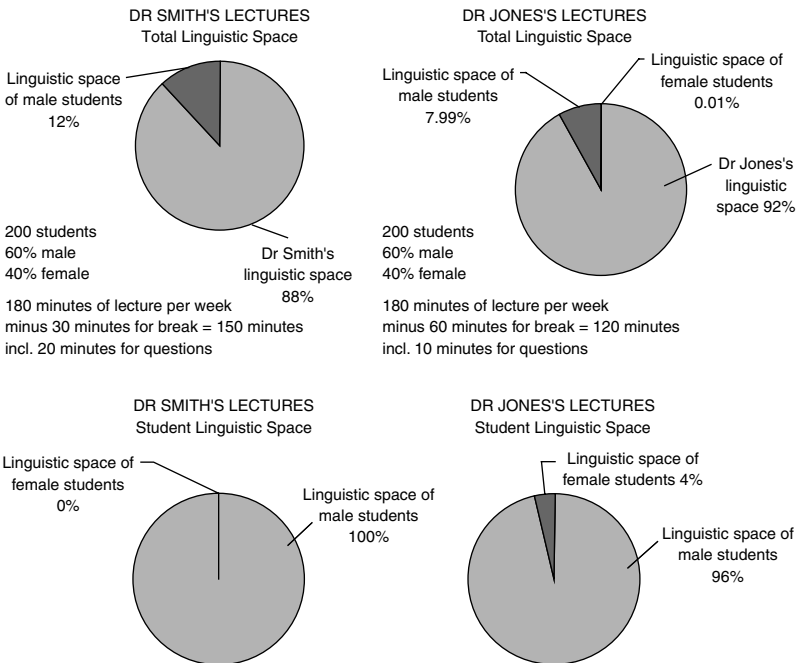 DR SMITH'S LECTURES
Total Linguistic Space
Linguistic space
of male students
12%
200 students
60% male
40% female
Dr Smith's
linguistic space
88%
180 minutes of lecture per week
minus 30 minutes for break = 150 minutes
incl. 20 minutes for questions
DR JONES'S LECTURES
Total Linguistic Space
Linguistic space of
male students
7.99%
Linguistic space of
female students
0.01%
Dr Jones's
linguistic
space 92%
200 students
60% male
40% female
180 minutes of lecture per week
minus 60 minutes for break = 120 minutes
incl. 10 minutes for questions
DR SMITH'S LECTURES
Student Linguistic Space
Linguistic space of
female students
0%
Linguistic space of
male students
100%
DR JONES'S LECTURES
Student Linguistic Space
Linguistic space of
female students 4%
Linguistic space of
male students
96%